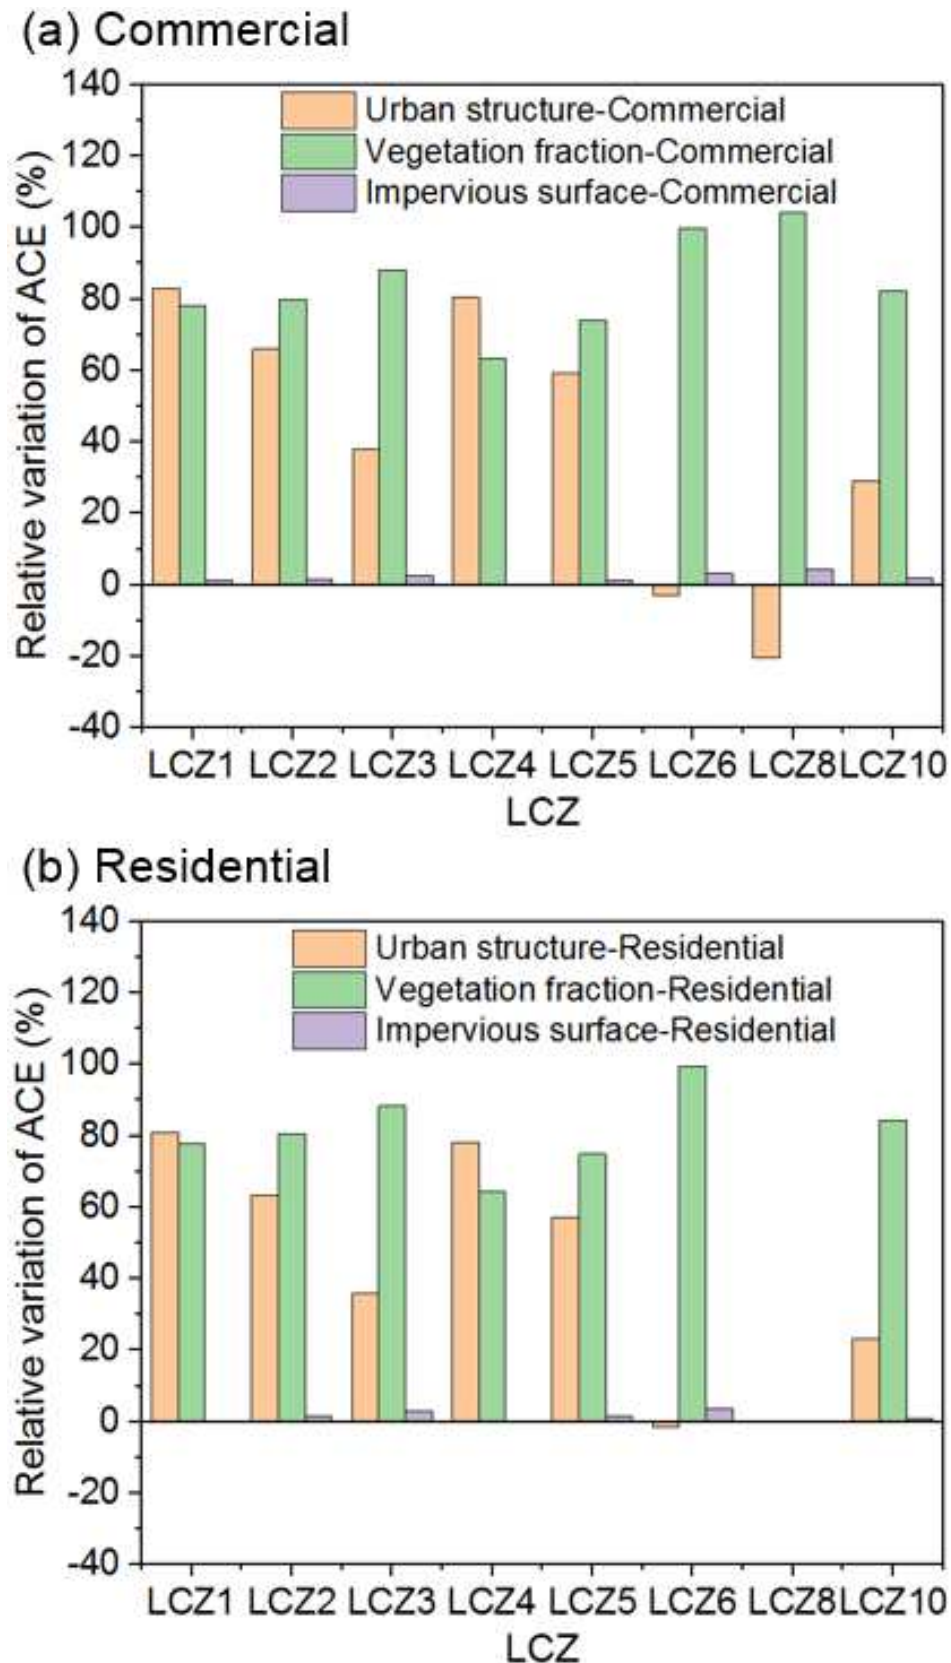 (a) Commercial
Relative variation of ACE (%)
140
120
100
80
60
40
20
0
-20
-40
Urban structure-Commercial
Vegetation fraction-Commercial
Impervious surface-Commercial
LCZ1 LCZ2 LCZ3 LCZ4 LCZ5 LCZ6 LCZ8 LCZ10
LCZ
(b) Residential
Relative variation of ACE (%)
140
120
100
80
60
40
20
0
-20
-40
Urban structure-Residential
Vegetation fraction-Residential
Impervious surface-Residential
LCZ1 LCZ2 LCZ3 LCZ4 LCZ5 LCZ6 LCZ8 LCZ10
LCZ